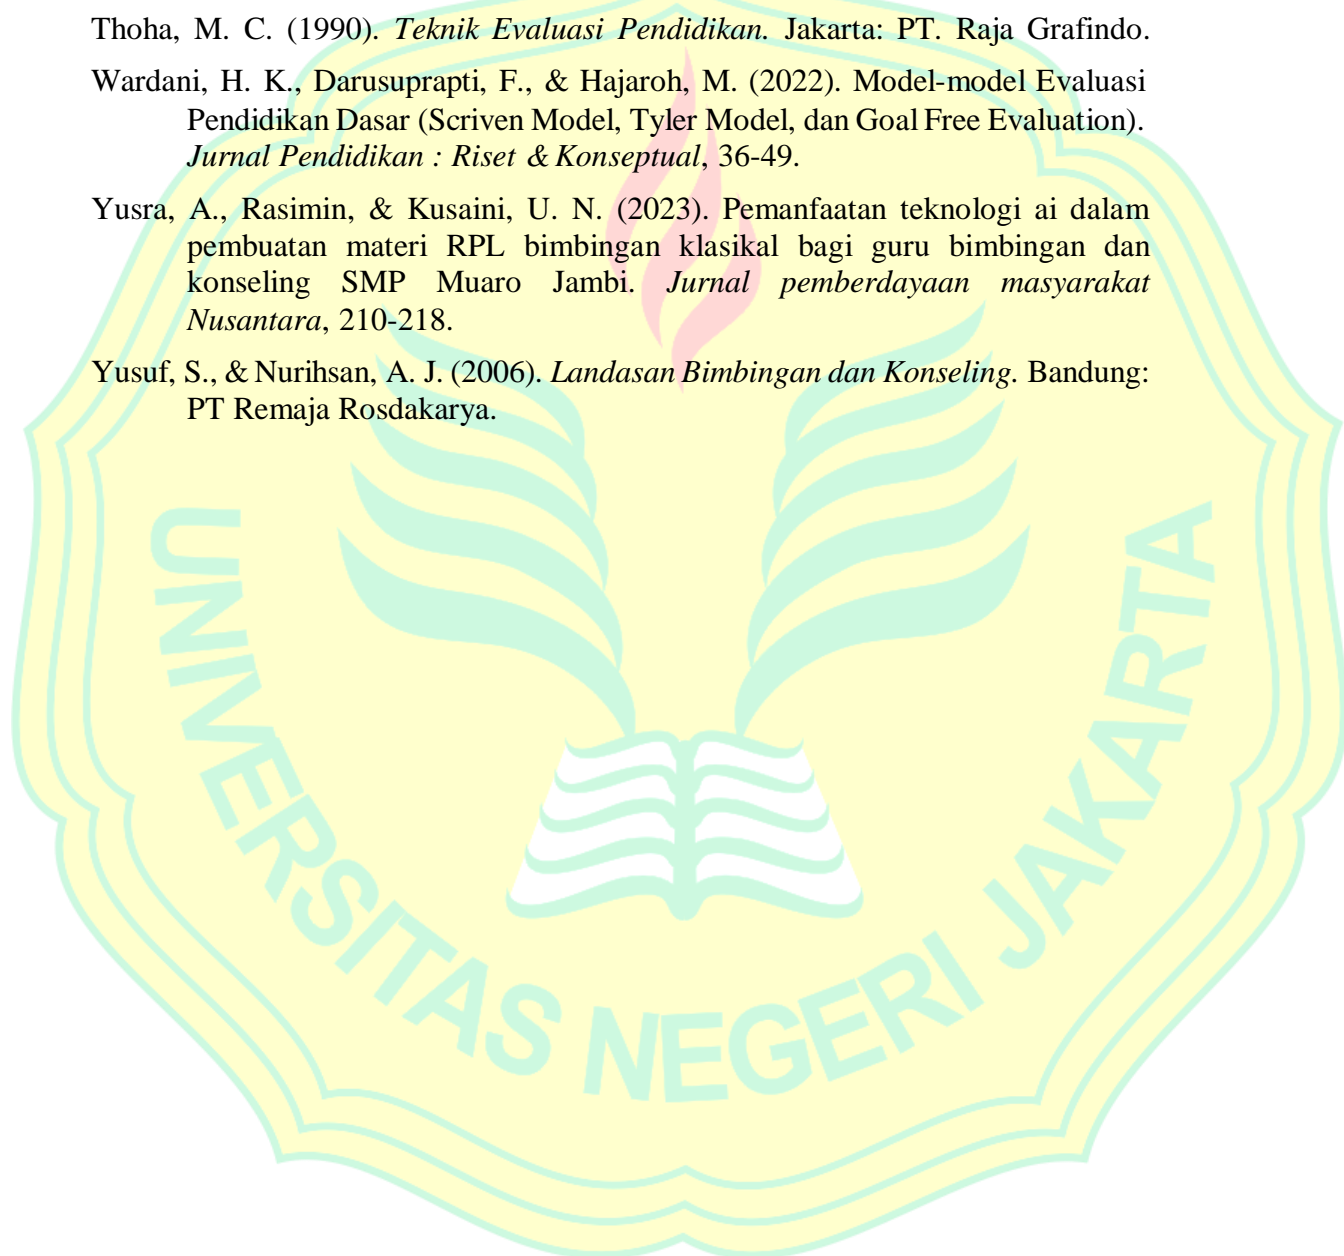 Thoha, M. C. (1990). Teknik Evaluasi Pendidikan. Jakarta: PT. Raja Grafindo.
Wardani, H. K., Darusuprapti, F., & Hajaroh, M. (2022). Model-model Evaluasi
Pendidikan Dasar (Scriven Model, Tyler Model, dan Goal Free Evaluation).
Jurnal Pendidikan : Riset & Konseptual, 36-49.
Yusra, A., Rasimin, & Kusaini, U. N. (2023). Pemanfaatan teknologi ai dalam
pembuatan materi RPL bimbingan klasikal bagi guru bimbingan dan
konseling SMP Muaro Jambi. Jurnal pemberdayaan masyarakat
Nusantara, 210-218.
Yusuf, S., & Nurihsan, A. J. (2006). Landasan Bimbingan dan Konseling. Bandung:
PT Remaja Rosdakarya.
UNIVERSITAS NEGERI JAKARTA